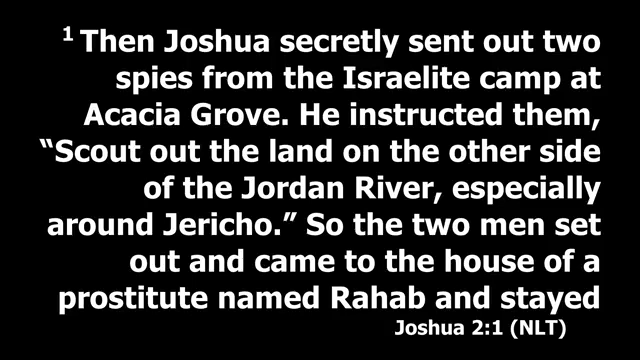 1 Then Joshua secretly sent out two
spies from the Israelite camp at
Acacia Grove. He instructed them,
“Scout out the land on the other side
of the Jordan River, especially
around Jericho.” So the two men set
out and came to the house of a
prostitute named Rahab and stayed
Joshua 2:1 (NLT)